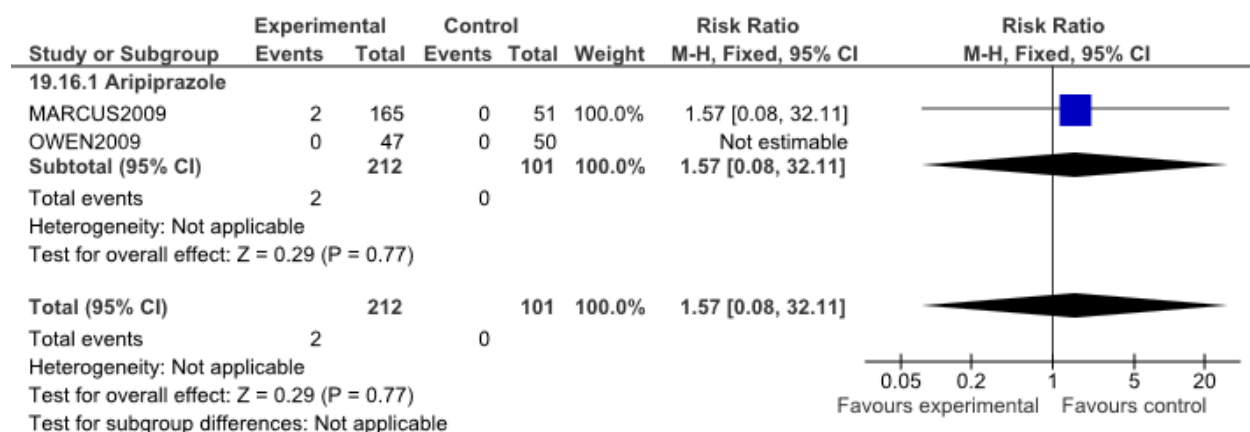 Experimental Control Risk Ratio Risk Ratio
Study or Subgroup Events Total Events Total Weight M-H, Fixed, 95% CI M-H, Fixed, 95% CI
19.16.1 Aripiprazole
MARCUS2009 2 165 0 51 100.0% 1.57 [0.08, 32.11]
OWEN2009 0 47 0 50 Not estimable
Subtotal (95% CI) 212 101 100.0% 1.57 [0.08, 32.11]
Total events 2 0
Heterogeneity: Not applicable
Test for overall effect: Z = 0.29 (P = 0.77)
Total (95% CI) 212 101 100.0% 1.57 [0.08, 32.11]
Total events 2 0
Heterogeneity: Not applicable
Test for overall effect: Z = 0.29 (P = 0.77)
Test for subgroup differences: Not applicable
0.05 0.2 1 5 20
Favours experimental Favours control